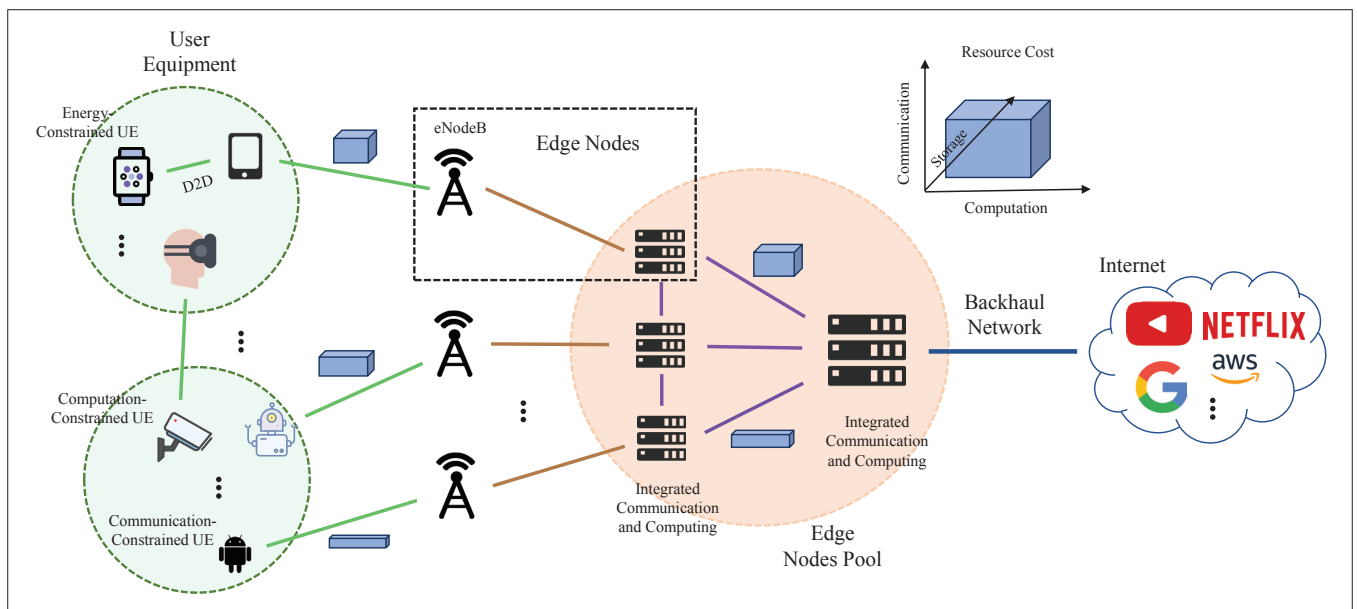 User
Equipment
Energy-
Constrained UE
D2D
Computation-
Constrained UE
Communication-
Constrained UE
eNodeB
Edge Nodes
Integrated
Communication
and Computing
Integrated
Communication
and Computing
Edge
Nodes Pool
Resource Cost
Communication
Storage
Computation
Backhaul
Network
Internet
NETFLIX
G
aws